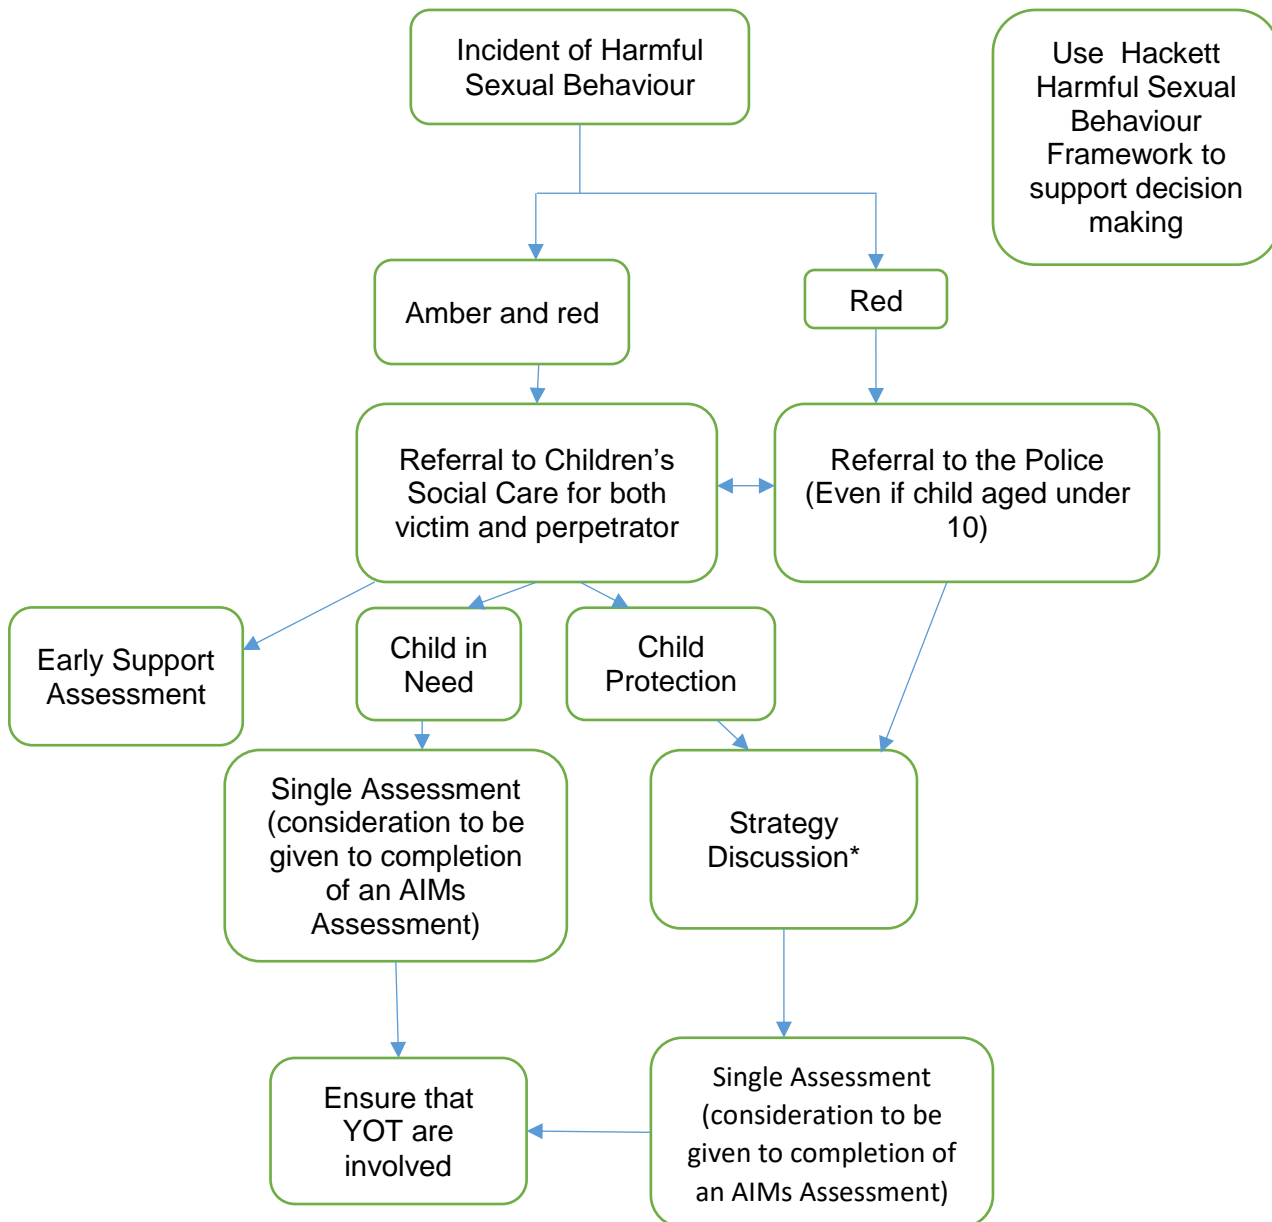 Incident of Harmful
Sexual Behaviour
Use Hackett
Harmful Sexual
Behaviour
Framework to
support decision
making
Amber and red
Red
Referral to Children’s
Social Care for both
victim and perpetrator
Referral to the Police
(Even if child aged under
10)
Early Support
Assessment
Child in
Need
Child
Protection
Single Assessment
(consideration to be
given to completion
of an AIMs
Assessment)
Strategy
Discussion*
Ensure that
YOT are
involved
Single Assessment
(consideration to be
given to completion of
an AIMs Assessment)